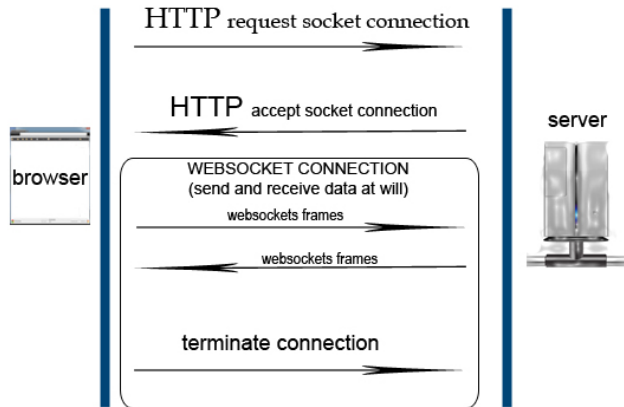 HTTP request socket connection
HTTP accept socket connection
server
browser
WEBSOCKET CONNECTION
(send and receive data at will)
websockets frames
websockets frames
terminate connection